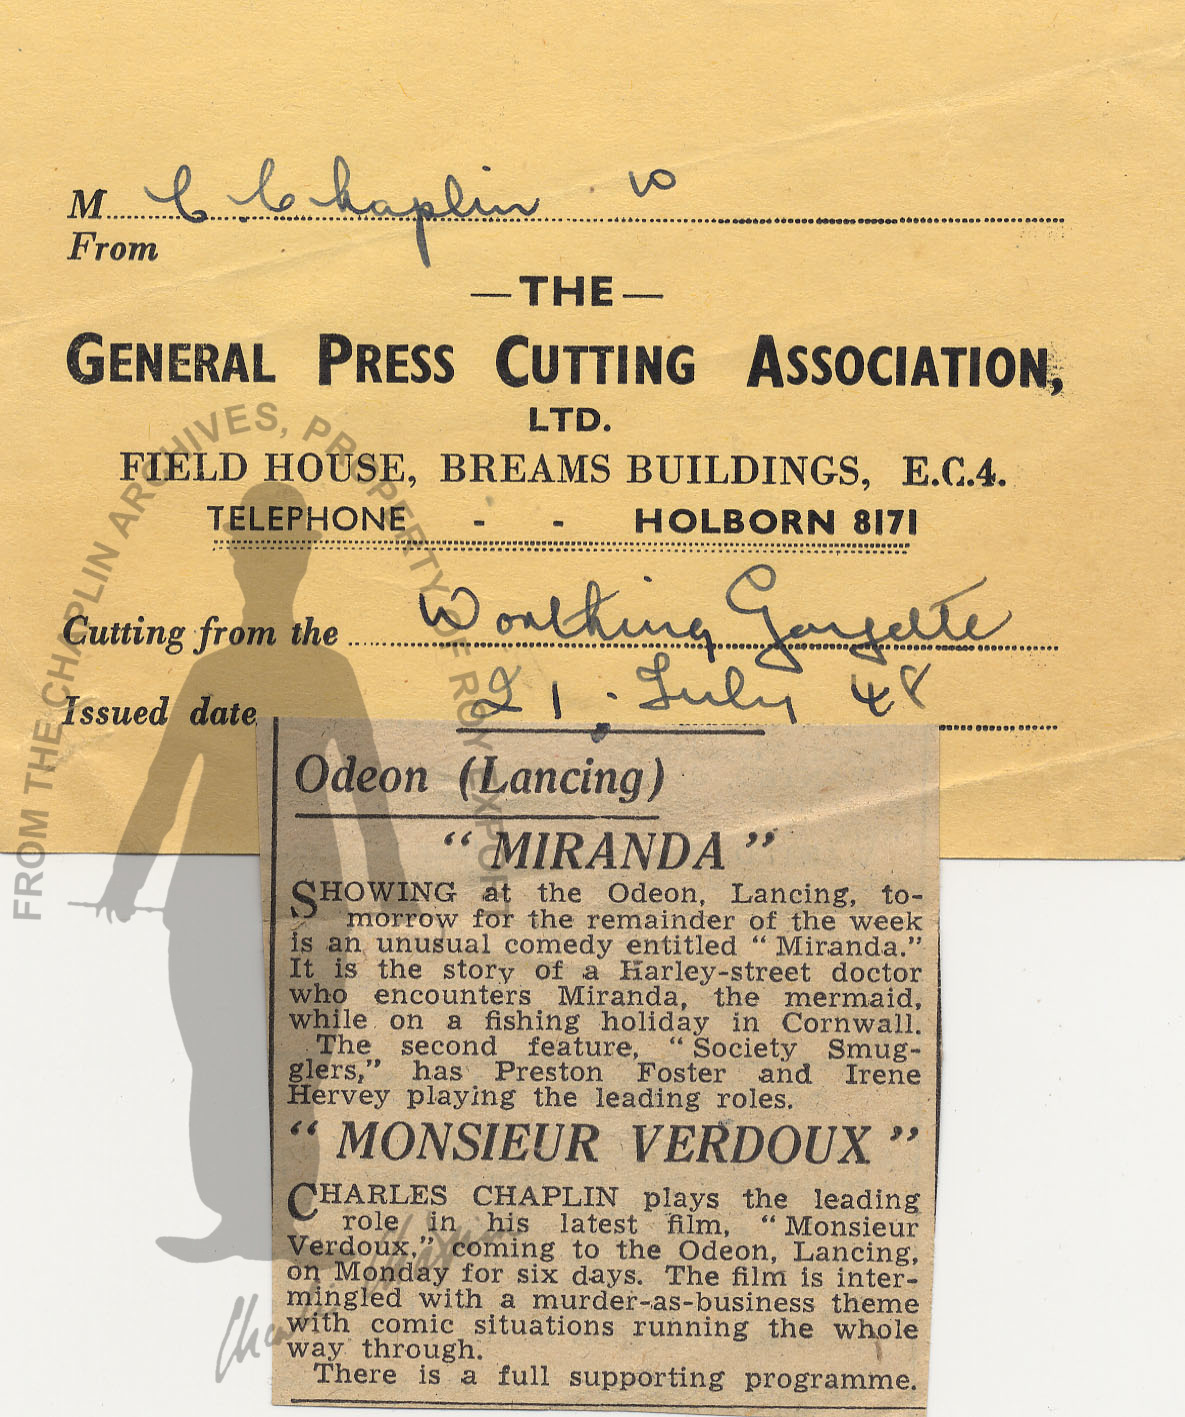 M C. Chaplin 10
From
—THE—
GENERAL PRESS CUTTING ASSOCIATION,
LTD.
FIELD HOUSE, BREAMS BUILDINGS, E.C.4.
TELEPHONE - - HOLBORN 8171
Cutting from the Worthing Gazette
Issued date 21. July 48
Odeon (Lancing)
“ MIRANDA ”
SHOWING at the Odeon, Lancing, to-
morrow for the remainder of the week
is an unusual comedy entitled “ Miranda.”
It is the story of a Harley-street doctor
who encounters Miranda, the mermaid,
while on a fishing holiday in Cornwall.
The second feature, “ Society Smug-
glers,” has Preston Foster and Irene
Hervey playing the leading roles.
“ MONSIEUR VERDOUX ”
CHARLES CHAPLIN plays the leading
role in his latest film, “ Monsieur
Verdoux,” coming to the Odeon, Lancing,
on Monday for six days. The film is inter-
mingled with a murder-as-business theme
with comic situations running the whole
way through.
There is a full supporting programme.
FROM THE CHAPLIN ARCHIVES, PROPERTY OF ROY EXPORT
Charlie Chaplin